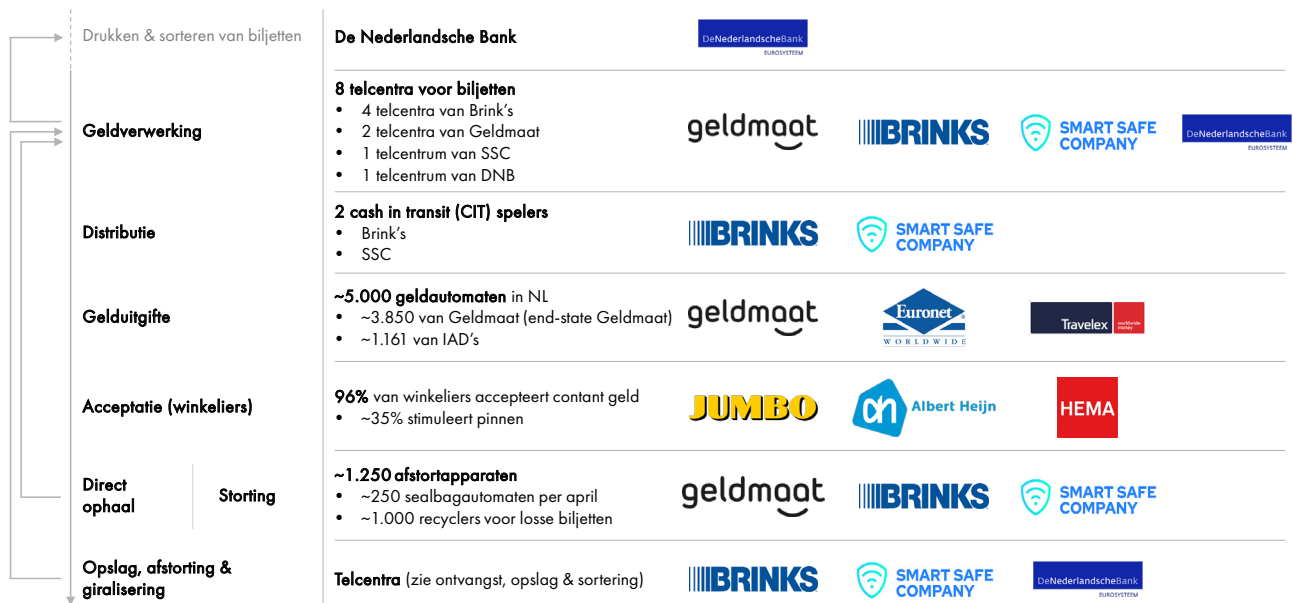 Drukken & sorteren van biljetten
De Nederlandsche Bank
DeNederlandscheBank
EUROSYSTEEM
Geldverwerking
8 telcentra voor biljetten
• 4 telcentra van Brink's
• 2 telcentra van Geldmaat
• 1 telcentrum van SSC
• 1 telcentrum van DNB
geldmaat
BRINKS
SMART SAFE
COMPANY
DeNederlandscheBank
EUROSYSTEEM
Distributie
2 cash in transit (CIT) spelers
• Brink's
• SSC
BRINKS
SMART SAFE
COMPANY
Gelduitgifte
~5.000 geldautomaten in NL
• ~3.850 van Geldmaat (end-state Geldmaat)
• ~1.161 van IAD's
geldmaat
Euronet
WORLDWIDE
Travelex
worldwide
money
Acceptatie (winkeliers)
96% van winkeliers accepteert contant geld
• ~35% stimuleert pinnen
JUMBO
ah
Albert Heijn
HEMA
Direct
ophaal
Storting
~1.250 afstortapparaten
• ~250 sealbagautomaten per april
• ~1.000 recyclers voor losse biljetten
geldmaat
BRINKS
SMART SAFE
COMPANY
Opslag, afstorting &
giralisering
Telcentra (zie ontvangst, opslag & sortering)
BRINKS
SMART SAFE
COMPANY
DeNederlandscheBank
EUROSYSTEEM